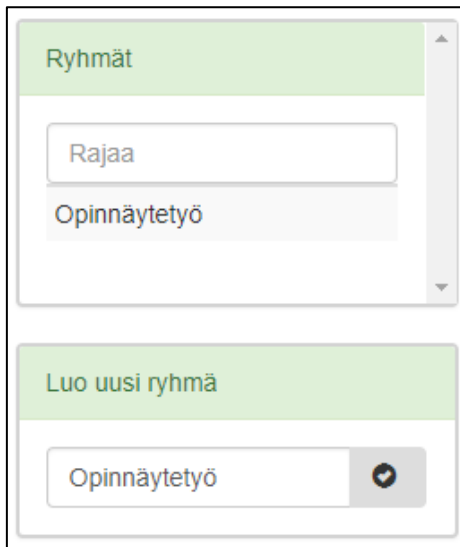 Ryhmät
Rajaa
Opinnäytetyö
Luo uusi ryhmä
Opinnäytetyö